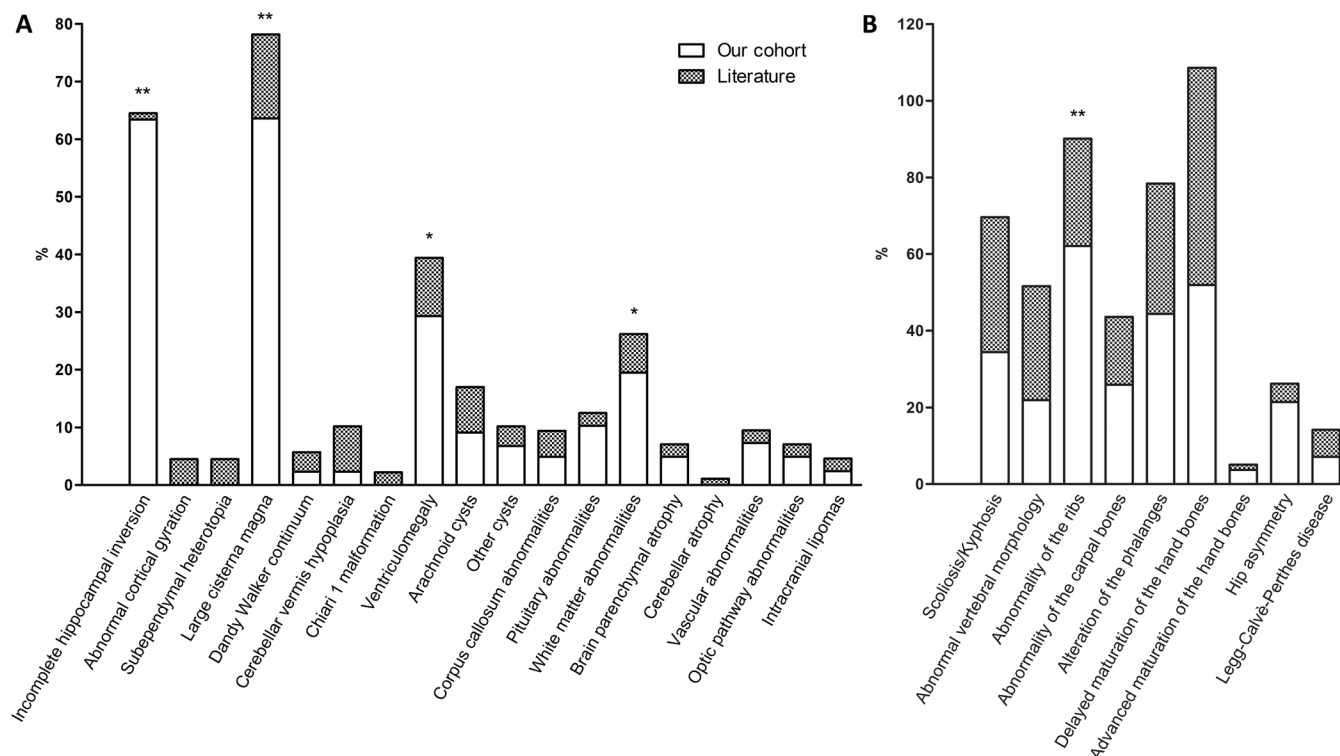 A
80
70
60
50
40
30
20
10
0
%
**
**
*
*
Our cohort
Literature
Incomplete hippocampal inversion
Abnormal cortical gyration
Subependymal heterotopia
Large cisterna magna
Dandy Walker continuum
Cerebellar vermis hypoplasia
Chiari 1 malformation
Ventriculomegaly
Arachnoid cysts
Other cysts
Corpus callosum abnormalities
Pituitary abnormalities
White matter abnormalities
Brain parenchymal atrophy
Cerebellar atrophy
Vascular abnormalities
Optic pathway abnormalities
Intracranial lipomas
B
120
100
80
60
40
20
0
%
**
Scoliosis/Kyphosis
Abnormal vertebral morphology
Abnormality of the ribs
Abnormality of the carpal bones
Alteration of the phalanges
Delayed maturation of the hand bones
Advanced maturation of the hand bones
Hip asymmetry
Legg-Calvè-Perthes disease